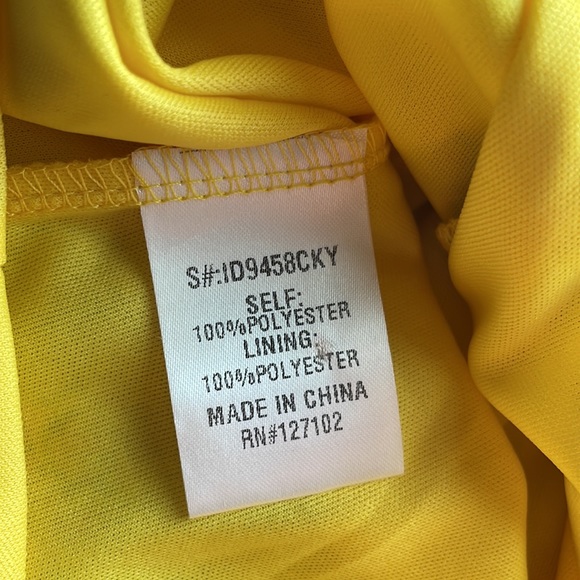 S#:ID9458CKY
SELF:
100%POLYESTER
LINING:
100%POLYESTER
MADE IN CHINA
RN#127102